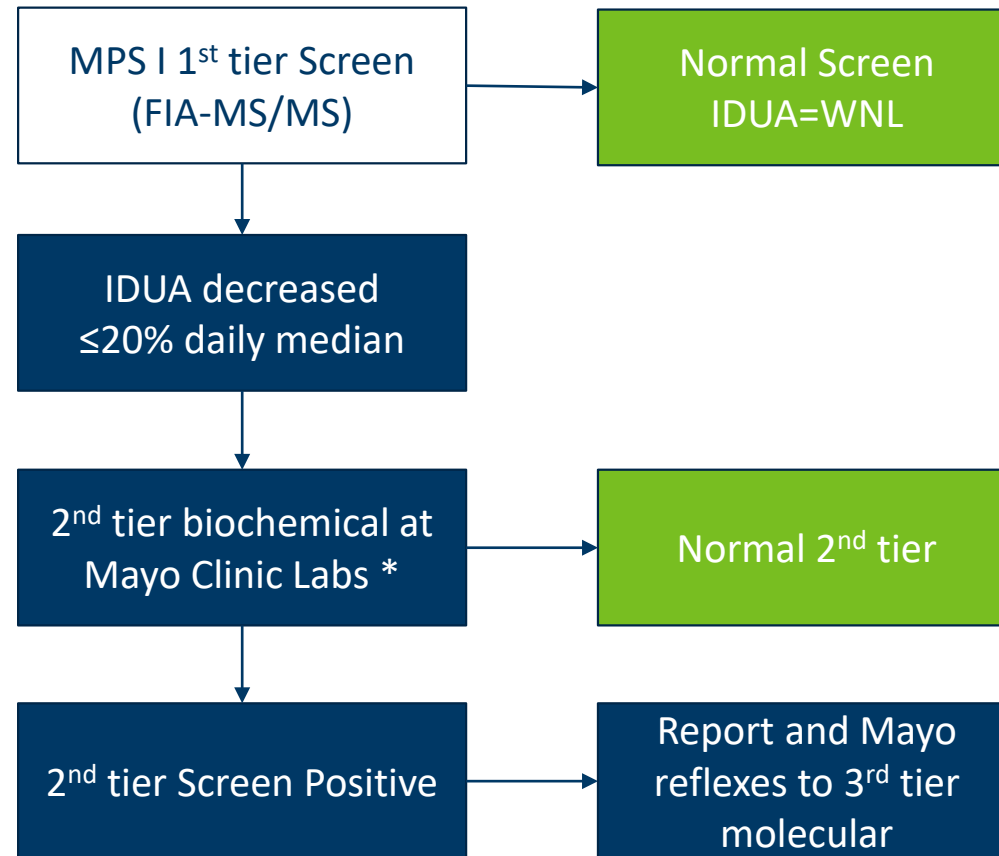 MPS I 1st tier Screen
(FIA-MS/MS)
Normal Screen
IDUA=WNL
IDUA decreased
≤20% daily median
2nd tier biochemical at
Mayo Clinic Labs *
Normal 2nd tier
2nd tier Screen Positive
Report and Mayo
reflexes to 3rd tier
molecular